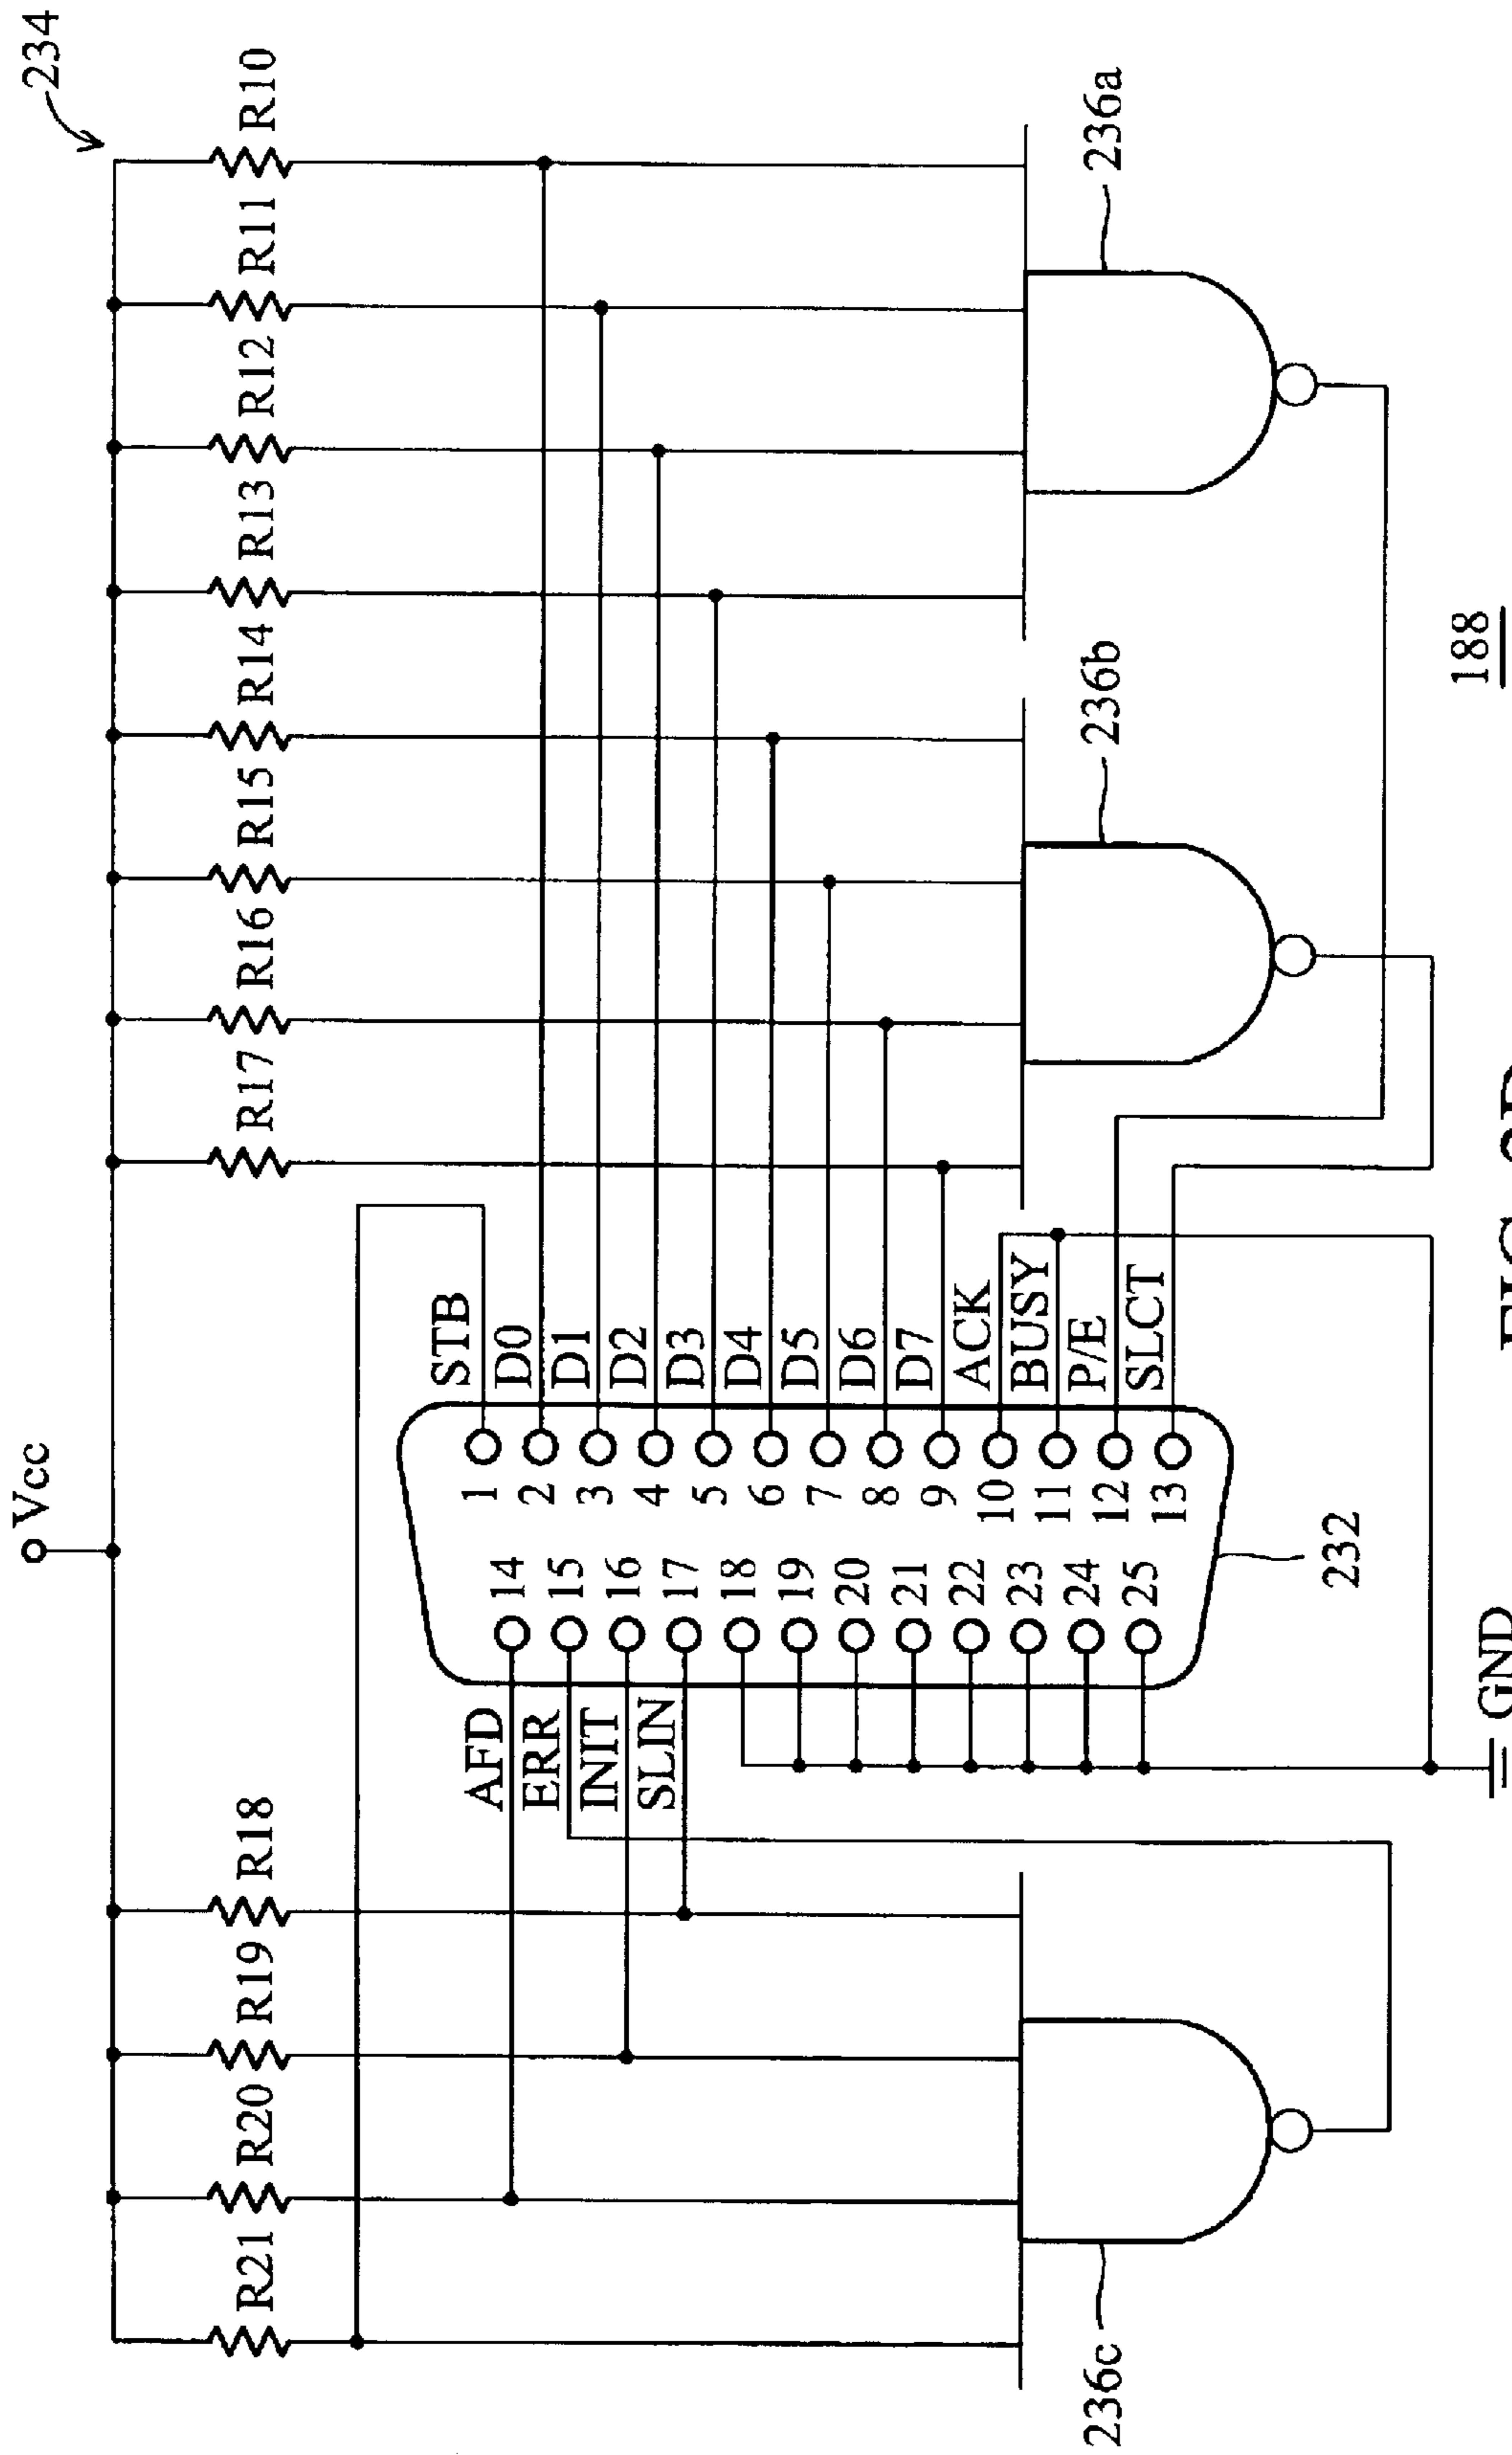 Vcc
234
R21
R20
R19
R18
R17
R16
R15
R14
R13
R12
R11
R10
AFD
ERR
INIT
SLIN
14
15
16
17
18
19
20
21
22
23
24
25
1
2
3
4
5
6
7
8
9
10
11
12
13
STB
D0
D1
D2
D3
D4
D5
D6
D7
ACK
BUSY
P/E
SLCT
232
236c
236b
236a
GND
188